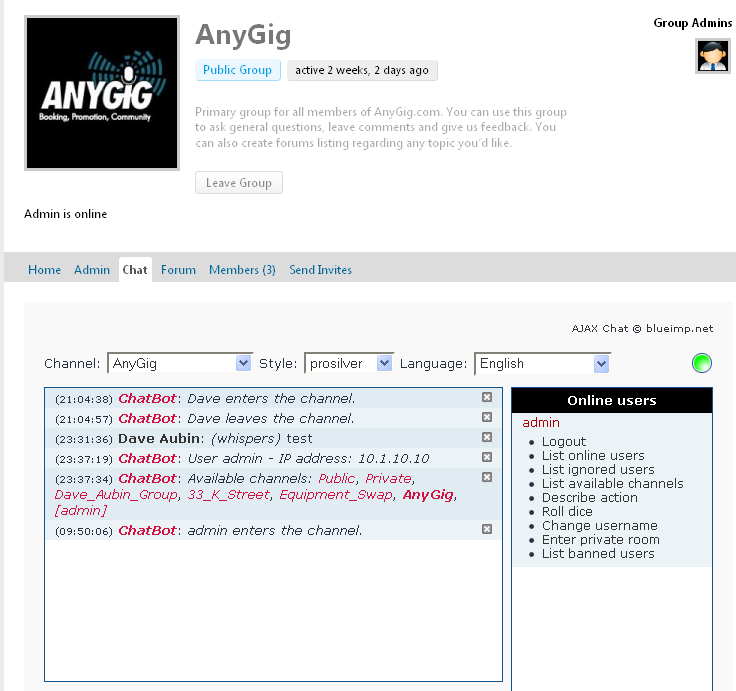 Group Admins
AnyGig
Public Group
active 2 weeks, 2 days ago
ANYGIG
Booking, Promotion, Community
Primary group for all members of AnyGig.com. You can use this group
to ask general questions, leave comments and give us feedback. You
can also create forums listing regarding any topic you'd like.
Leave Group
Admin is online
Home Admin Chat Forum Members (3) Send Invites
AJAX Chat © blueimp.net
Channel: AnyGig Style: prosilver Language: English
(21:04:38) ChatBot: Dave enters the channel.
(21:04:57) ChatBot: Dave leaves the channel.
(23:31:36) Dave Aubin: (whispers) test
(23:37:19) ChatBot: User admin - IP address: 10.1.10.10
(23:37:34) ChatBot: Available channels: Public, Private,
Dave_Aubin_Group, 33_K_Street, Equipment_Swap, AnyGig,
[admin]
(09:50:06) ChatBot: admin enters the channel.
Online users
admin
Logout
List online users
List ignored users
List available channels
Describe action
Roll dice
Change username
Enter private room
List banned users